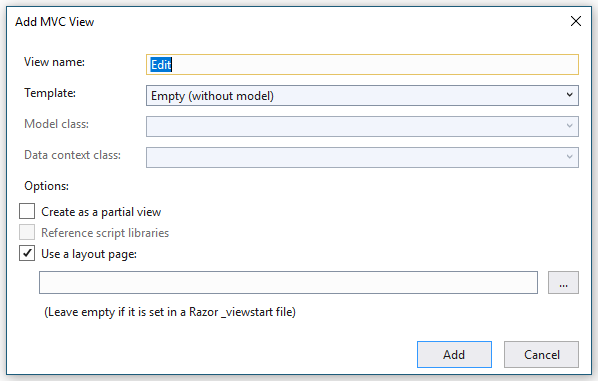 Add MVC View
View name: Edit
Template: Empty (without model)
Model class:
Data context class:
Options:
Create as a partial view
Reference script libraries
Use a layout page:
...
(Leave empty if it is set in a Razor _viewstart file)
Add Cancel